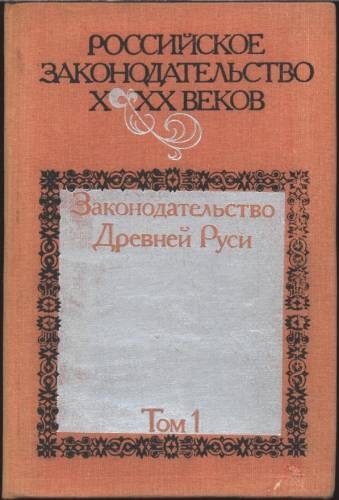 РОССИЙСКОЕ
ЗАКОНОДАТЕЛЬСТВО
X XX ВЕКОВ
Законодательство
Древней Руси
Том 1